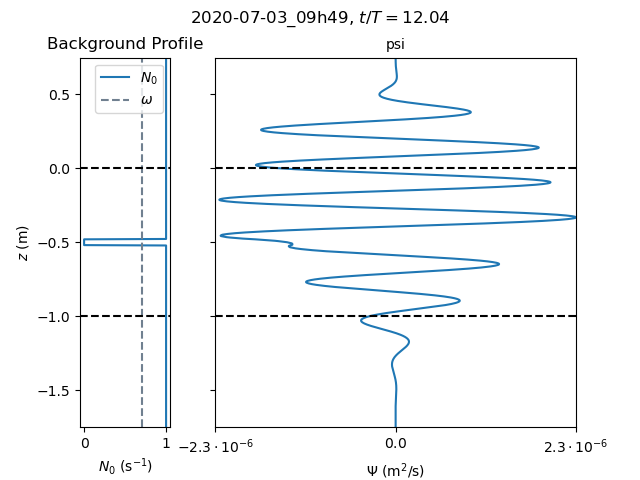 2020-07-03_09h49, t/T = 12.04
Background Profile
psi
N₀
ω
0.5
0.0
−0.5
−1.0
−1.5
z (m)
0
1
−2.3 · 10⁻⁶
0.0
2.3 · 10⁻⁶
N₀ (s⁻¹)
Ψ (m²/s)